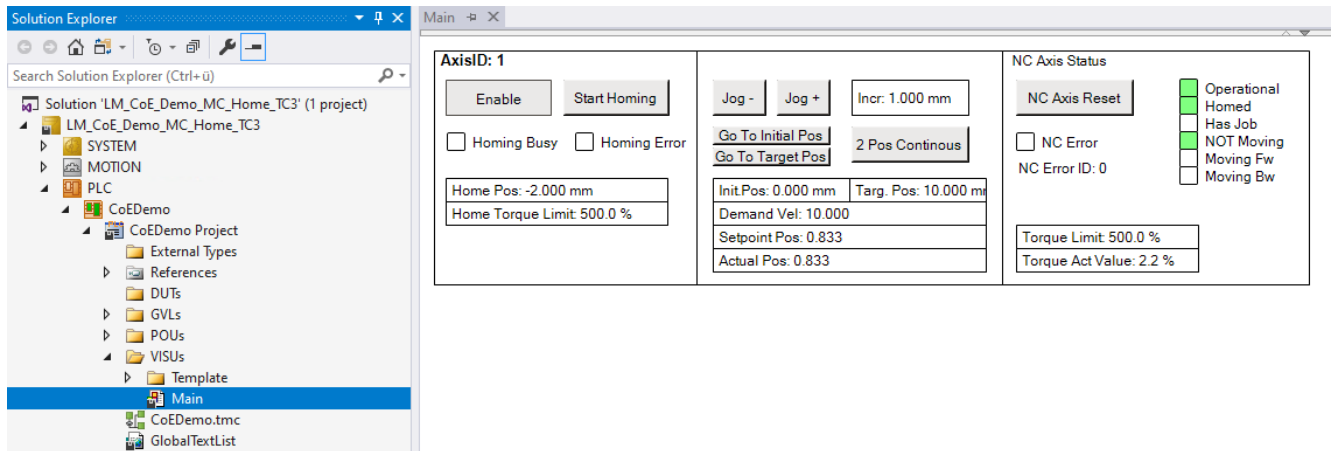 Solution Explorer
Search Solution Explorer (Ctrl+ü)
Solution 'LM_CoE_Demo_MC_Home_TC3' (1 project)
LM_CoE_Demo_MC_Home_TC3
SYSTEM
MOTION
PLC
CoEDemo
CoEDemo Project
External Types
References
DUTs
GVLs
POUs
VISUs
Template
Main
CoEDemo.tmc
GlobalTextList
Main
AxisID: 1
Enable
Start Homing
Homing Busy
Homing Error
Home Pos: -2.000 mm
Home Torque Limit: 500.0 %
Jog -
Jog +
Incr: 1.000 mm
Go To Initial Pos
Go To Target Pos
2 Pos Continous
Init.Pos: 0.000 mm
Targ. Pos: 10.000 m
Demand Vel: 10.000
Setpoint Pos: 0.833
Actual Pos: 0.833
NC Axis Status
NC Axis Reset
NC Error
NC Error ID: 0
Operational
Homed
Has Job
NOT Moving
Moving Fw
Moving Bw
Torque Limit: 500.0 %
Torque Act Value: 2.2 %